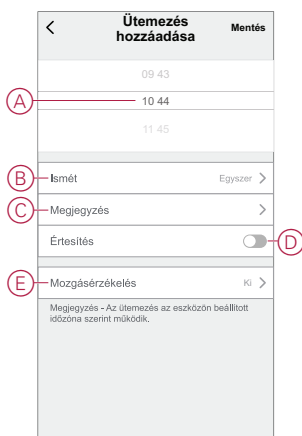 Ütemezés
hozzáadása
Mentés
09 43
A
10 44
11 45
B
Ismét
Egyszer
C
Megjegyzés
Értesítés
D
E
Mozgásérzékelés
Ki
Megjegyzés - Az ütemezés az eszközön beállított
időzóna szerint működik.